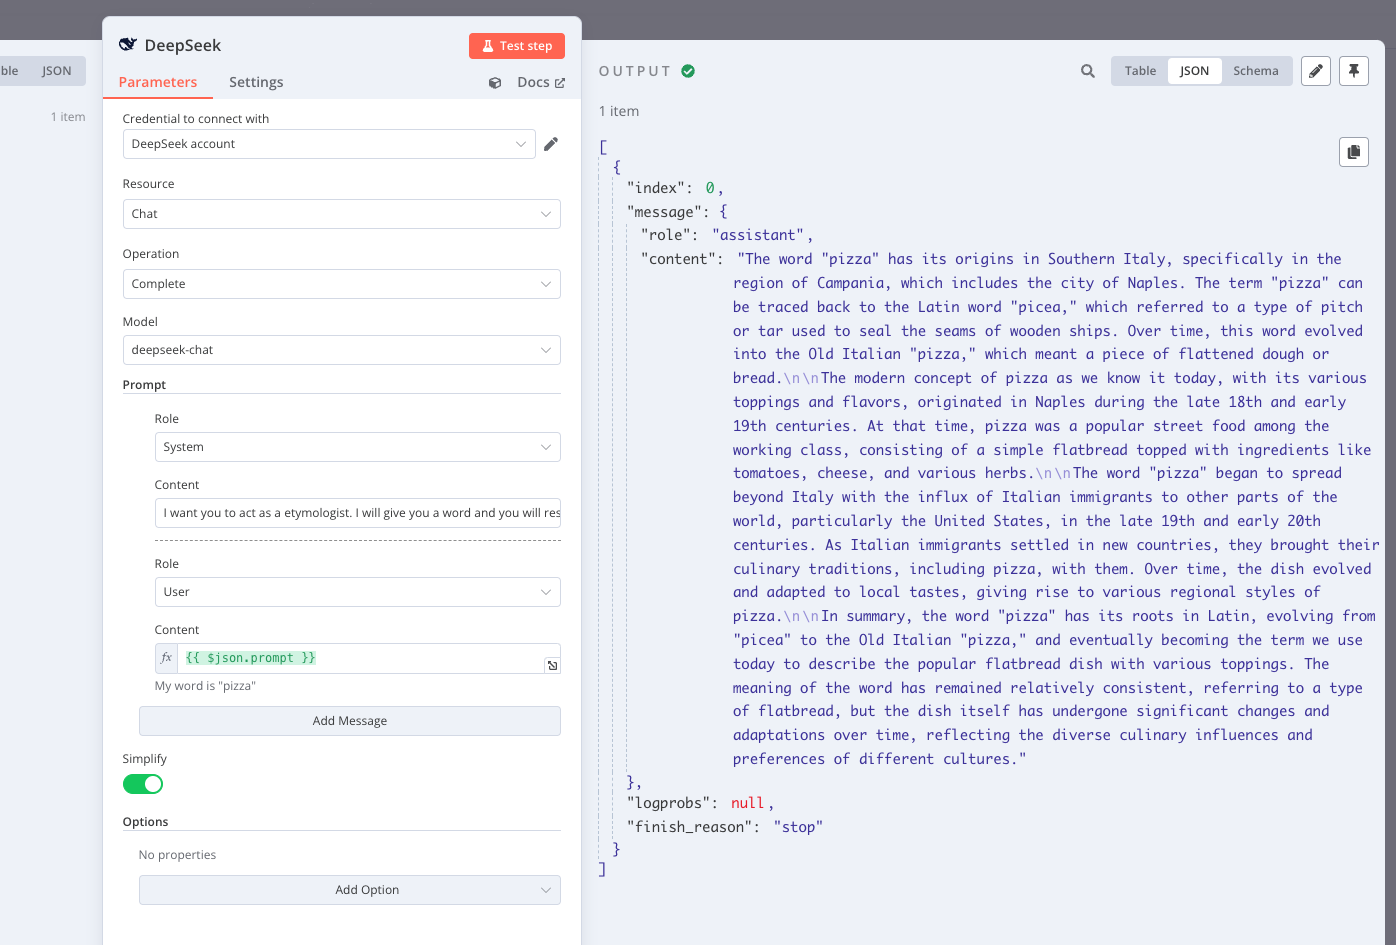 ble
JSON
1 item
DeepSeek
Test step
Parameters
Settings
Docs
Credential to connect with
DeepSeek account
Resource
Chat
Operation
Complete
Model
deepseek-chat
Prompt
Role
System
Content
I want you to act as a etymologist. I will give you a word and you will res
Role
User
Content
fx {{ $json.prompt }}
My word is "pizza"
Add Message
Simplify
Options
No properties
Add Option
OUTPUT
Table
JSON
Schema
1 item
[
{
"index": 0,
"message": {
"role": "assistant",
"content": "The word "pizza" has its origins in Southern Italy, specifically in the
region of Campania, which includes the city of Naples. The term "pizza" can
be traced back to the Latin word "picea," which referred to a type of pitch
or tar used to seal the seams of wooden ships. Over time, this word evolved
into the Old Italian "pizza," which meant a piece of flattened dough or
bread.\n\nThe modern concept of pizza as we know it today, with its various
toppings and flavors, originated in Naples during the late 18th and early
19th centuries. At that time, pizza was a popular street food among the
working class, consisting of a simple flatbread topped with ingredients like
tomatoes, cheese, and various herbs.\n\nThe word "pizza" began to spread
beyond Italy with the influx of Italian immigrants to other parts of the
world, particularly the United States, in the late 19th and early 20th
centuries. As Italian immigrants settled in new countries, they brought their
culinary traditions, including pizza, with them. Over time, the dish evolved
and adapted to local tastes, giving rise to various regional styles of
pizza.\n\nIn summary, the word "pizza" has its roots in Latin, evolving from
"picea" to the Old Italian "pizza," and eventually becoming the term we use
today to describe the popular flatbread dish with various toppings. The
meaning of the word has remained relatively consistent, referring to a type
of flatbread, but the dish itself has undergone significant changes and
adaptations over time, reflecting the diverse culinary influences and
preferences of different cultures."
},
"logprobs": null,
"finish_reason": "stop"
}
]